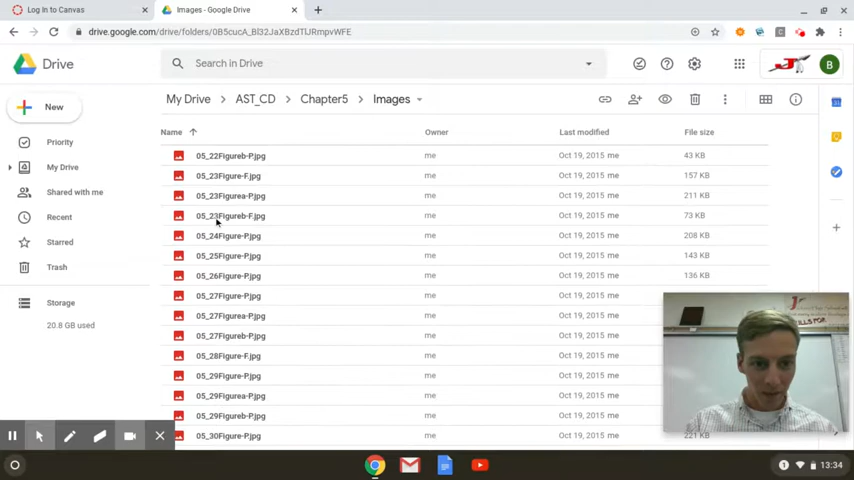 Log In to Canvas
Images - Google Drive
drive.google.com/drive/folders/0B5cucA_Bl32JaXBzdTlJRmpvWFE
Drive
Search in Drive
B
New
My Drive > AST_CD > Chapter5 > Images
Priority
My Drive
Shared with me
Recent
Starred
Trash
Storage
20.8 GB used
Name Owner Last modified File size
05_22Figureb-P.jpg me Oct 19, 2015 me 43 KB
05_23Figure-F.jpg me Oct 19, 2015 me 157 KB
05_23Figurea-P.jpg me Oct 19, 2015 me 211 KB
05_23Figureb-F.jpg me Oct 19, 2015 me 73 KB
05_24Figure-P.jpg me Oct 19, 2015 me 208 KB
05_25Figure-P.jpg me Oct 19, 2015 me 143 KB
05_26Figure-P.jpg me Oct 19, 2015 me 136 KB
05_27Figure-P.jpg me Oct 19, 2015 me
05_27Figurea-P.jpg me Oct 19, 2015 me
05_27Figureb-P.jpg me Oct 19, 2015 me
05_28Figure-F.jpg me Oct 19, 2015 me
05_29Figure-P.jpg me Oct 19, 2015 me
05_29Figurea-P.jpg me Oct 19, 2015 me
05_29Figureb-P.jpg me Oct 19, 2015 me
05_30Figure-P.jpg me Oct 19, 2015 me 221 KB
1
13:34